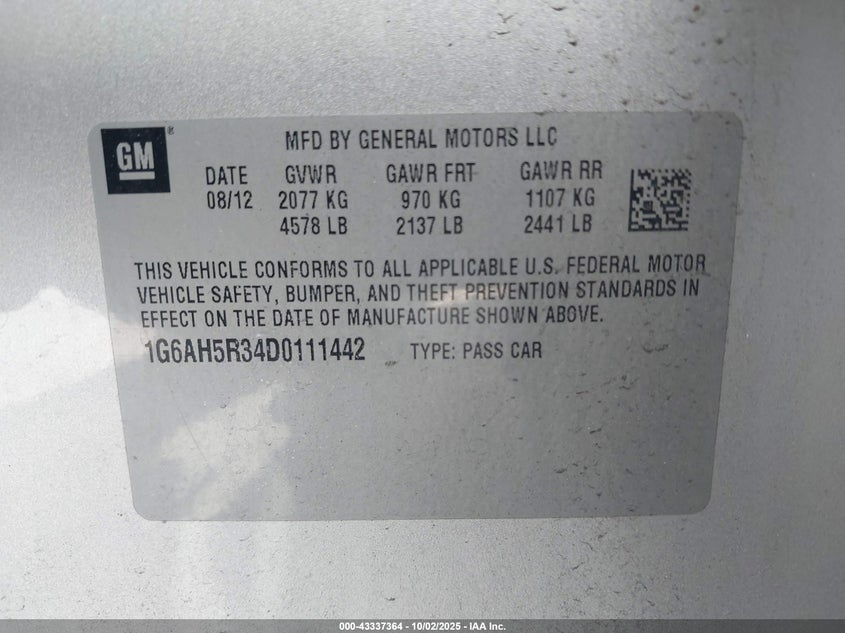 GM ®
MFD BY GENERAL MOTORS LLC
DATE GVWR GAWR FRT GAWR RR
08/12 2077 KG 970 KG 1107 KG
4578 LB 2137 LB 2441 LB
THIS VEHICLE CONFORMS TO ALL APPLICABLE U.S. FEDERAL MOTOR
VEHICLE SAFETY, BUMPER, AND THEFT PREVENTION STANDARDS IN
EFFECT ON THE DATE OF MANUFACTURE SHOWN ABOVE.
1G6AH5R34D0111442 TYPE: PASS CAR
000-43337364 - 10/02/2025 - IAA Inc.